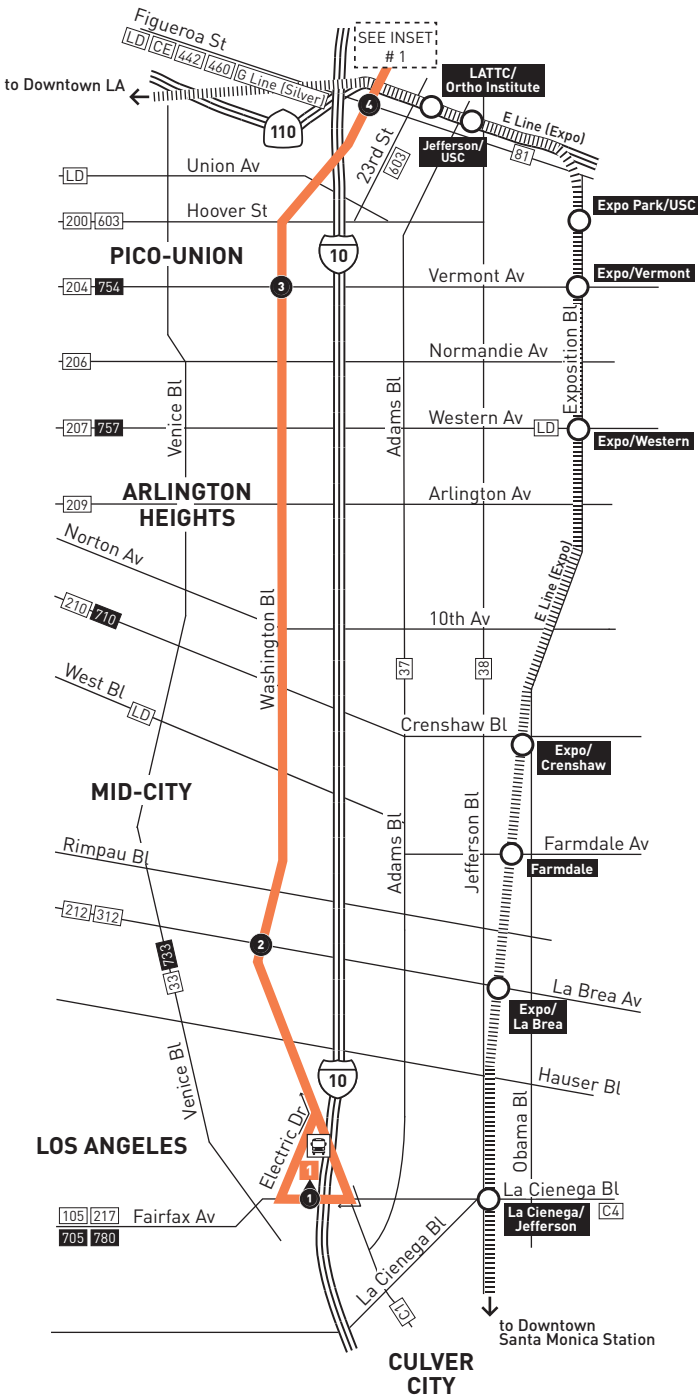 Figueroa St
LD CE 442 460 G Line (Silver)
SEE INSET
# 1
to Downtown LA
LATTC/
Ortho Institute
4
E Line (Expo)
110
Jefferson/
USC
23rd St
603
81
LD
Union Av
200 603
Hoover St
Expo Park/USC
PICO-UNION
10
204 754
3
Vermont Av
Expo/Vermont
206
Normandie Av
Exposition Bl
Venice Bl
Adams Bl
207 757
Western Av
LD
Expo/Western
ARLINGTON
HEIGHTS
209
Arlington Av
Norton Av
E Line (Expo)
210 710
Washington Bl
10th Av
West Bl
LD
37
38
Crenshaw Bl
Expo/
Crenshaw
MID-CITY
Adams Bl
Jefferson Bl
Rimpau Bl
Farmdale Av
Farmdale
212 312
2
33 733
La Brea Av
Expo/
La Brea
Venice Bl
10
Hauser Bl
Electric Dr
Obama Bl
LOS ANGELES
1
1
105 217
705 780
Fairfax Av
La Cienega Bl
La Cienega/
Jefferson
C4
La Cienega Bl
C1
to Downtown
Santa Monica Station
CULVER
CITY